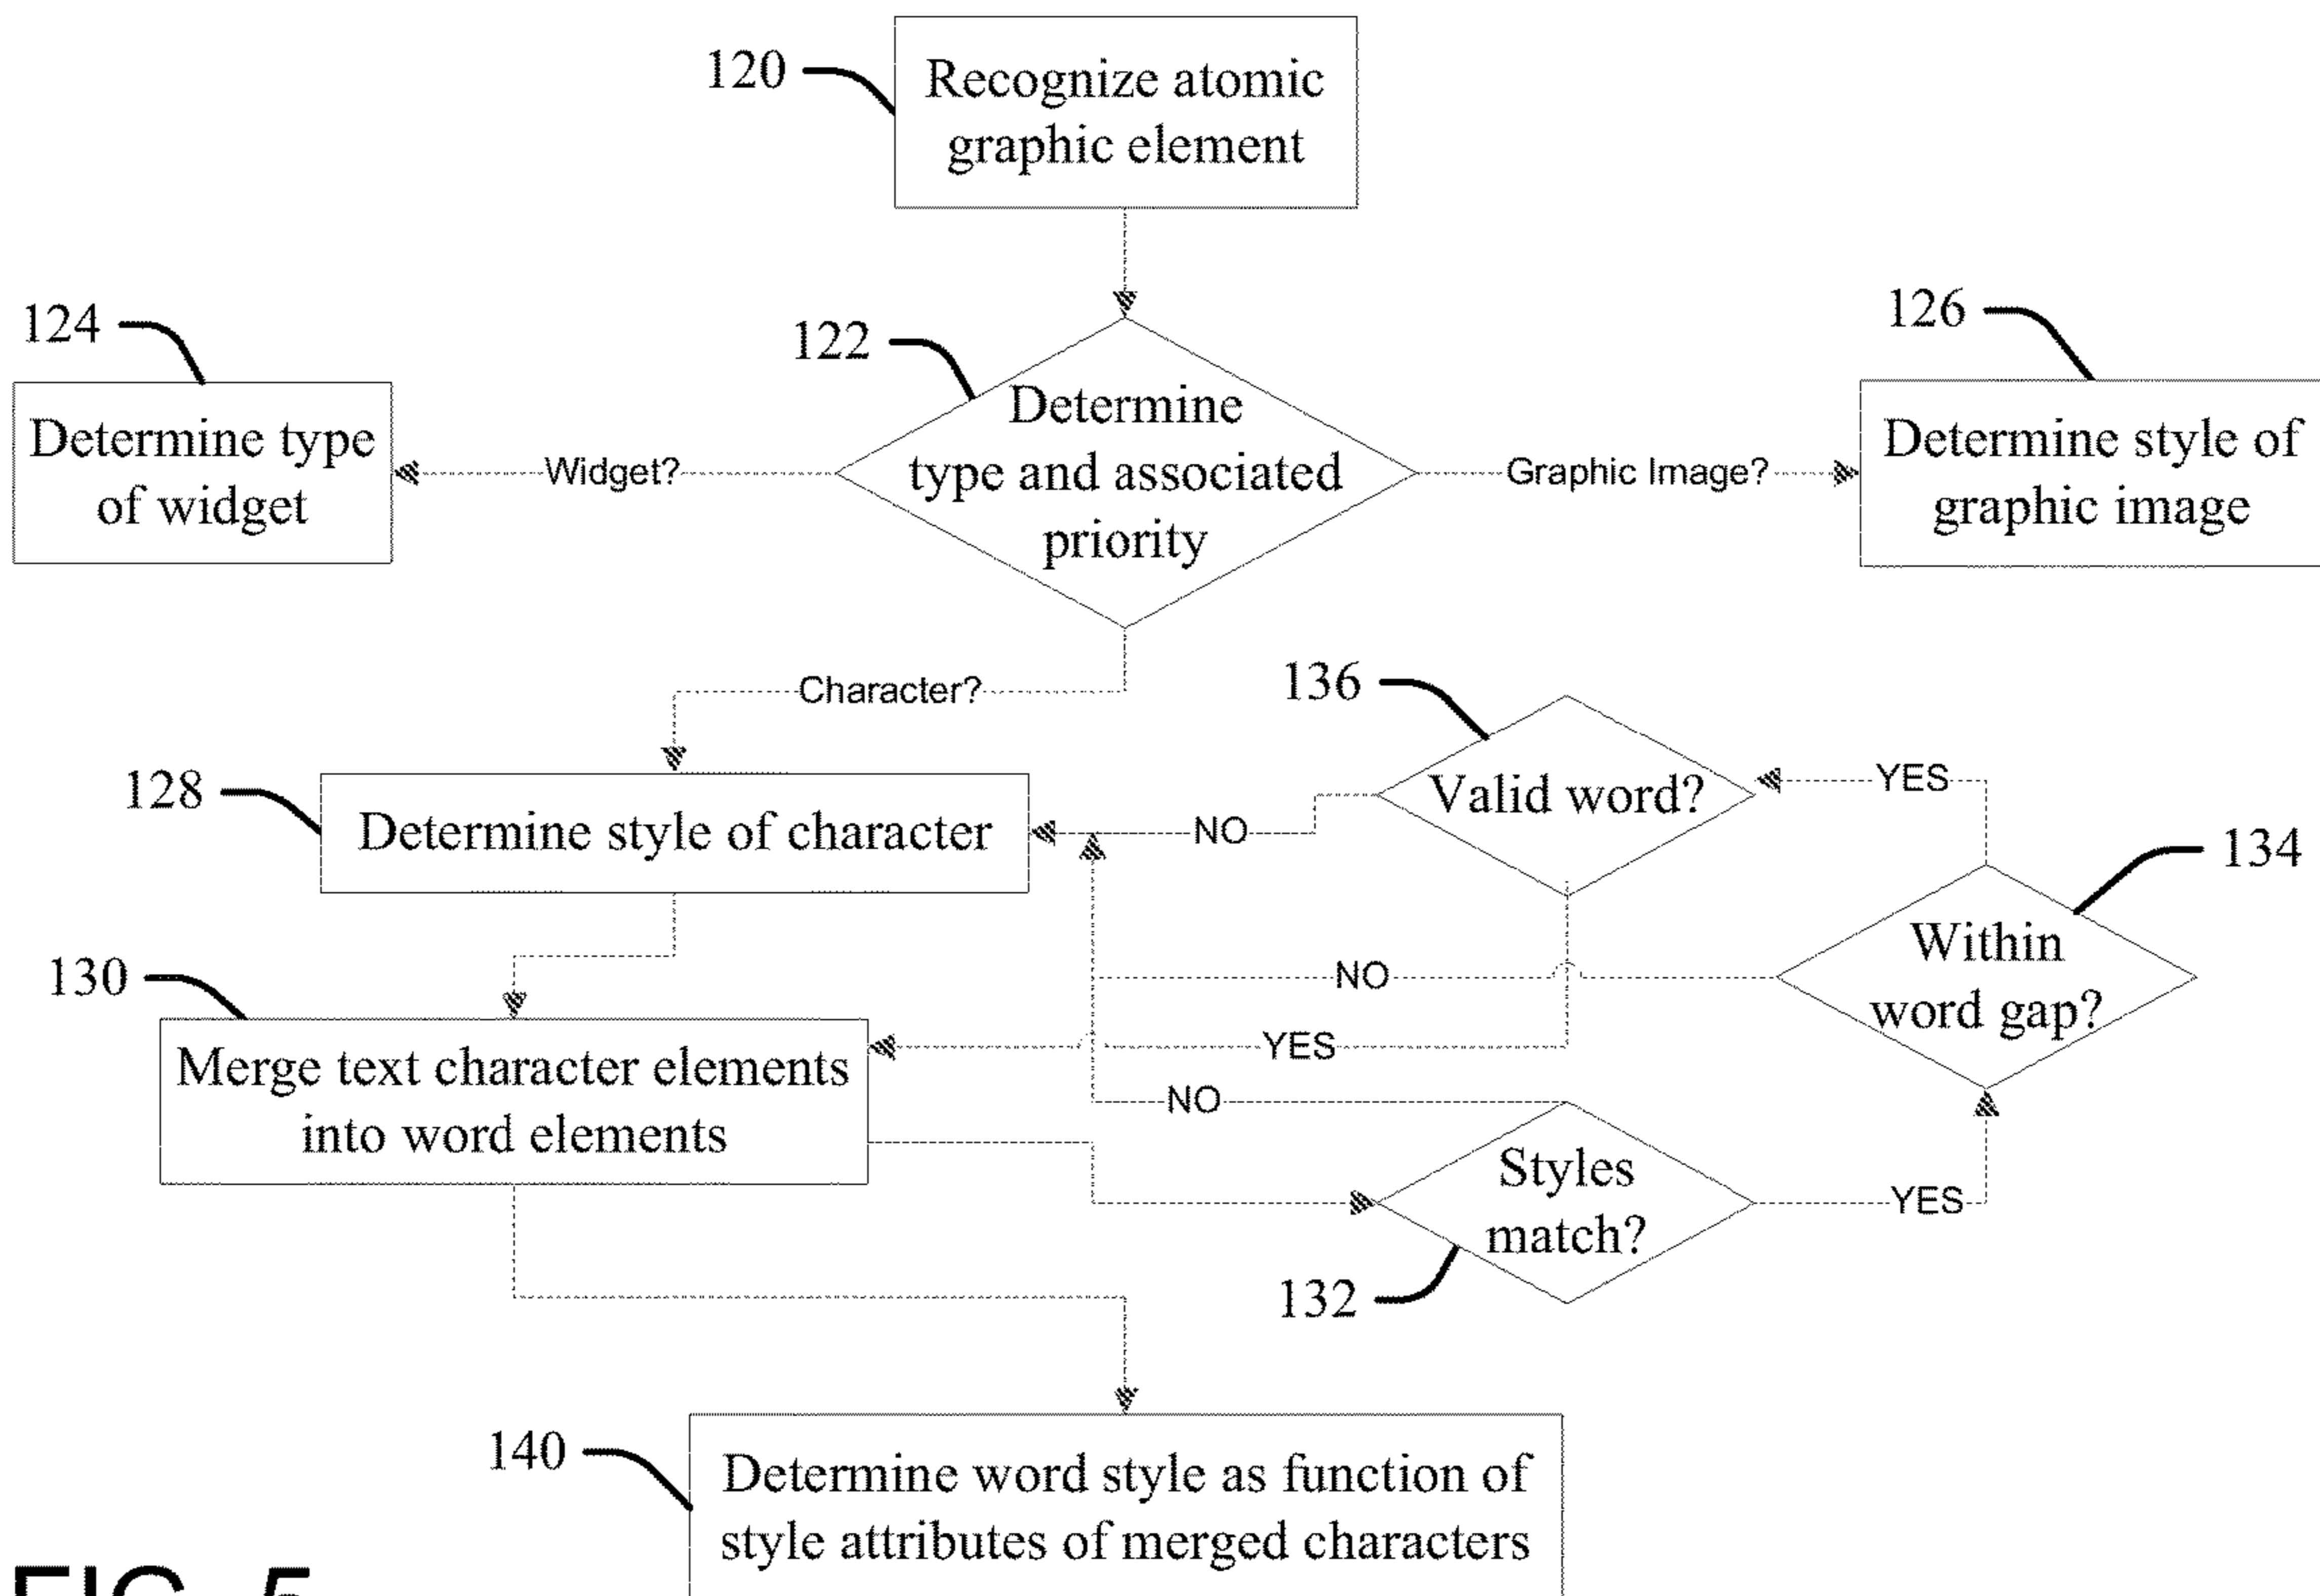 120
Recognize atomic
graphic element
124
122
126
Determine type
of widget
Widget?
Determine
type and associated
priority
Graphic Image?
Determine style of
graphic image
Character?
136
128
Determine style of character
NO
Valid word?
YES
134
130
NO
Within
word gap?
Merge text character elements
into word elements
YES
NO
Styles
match?
YES
132
140
Determine word style as function of
style attributes of merged characters
FIG. 5